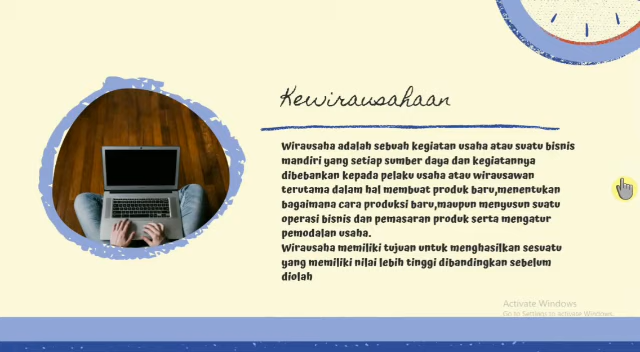 Kewirausahaan
Wirausaha adalah sebuah kegiatan usaha atau suatu bisnis
mandiri yang setiap sumber daya dan kegiatannya
dibebankan kepada pelaku usaha atau wirausawan
terutama dalam hal membuat produk baru,menentukan
bagaimana cara produksi baru,maupun menyusun suatu
operasi bisnis dan pemasaran produk serta mengatur
pemodalan usaha.
Wirausaha memiliki tujuan untuk menghasilkan sesuatu
yang memiliki nilai lebih tinggi dibandingkan sebelum
diolah
Activate Windows
Go to Settings to activate Windows.